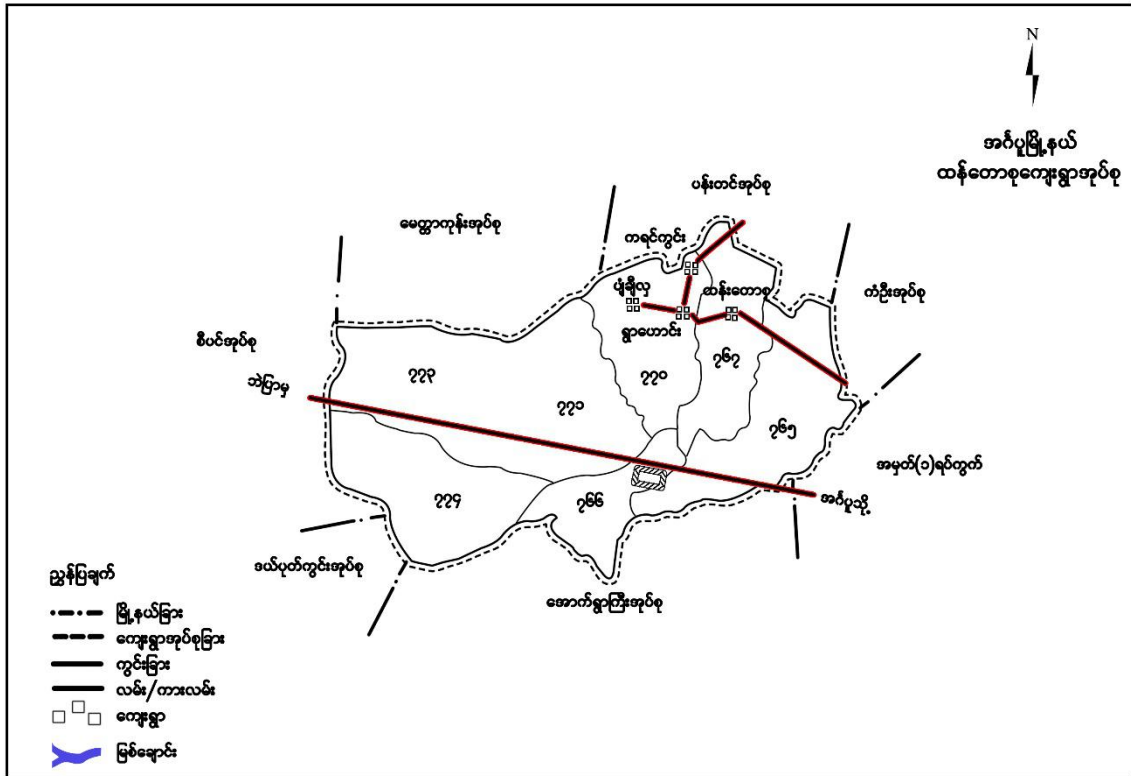 N
အင်္ဂပူမြို့နယ်
ထန်တောစုကျေးရွာအုပ်စု
ပန်းတင်အုပ်စု
မေတ္တာကုန်းအုပ်စု
ကရင်ကွင်း
ပျံချီလှ
ထန်းတောစု
ကံဦးအုပ်စု
ရွာဟောင်း
စီပင်အုပ်စု
ဘဲပြာမှ
၇၇၃
၇၇၁
၇၇၀
၇၆၇
၇၆၅
အမှတ်(၁)ရပ်ကွက်
၇၇၄
၇၆၆
အင်္ဂပူသို့
ဒယ်ပုတ်ကွင်းအုပ်စု
အောက်ရွာကြီးအုပ်စု
ညွှန်ပြချက်
မြို့နယ်ခြား
ကျေးရွာအုပ်စုခြား
ကွင်းခြား
လမ်း/ကားလမ်း
ကျေးရွာ
မြစ်ချောင်း